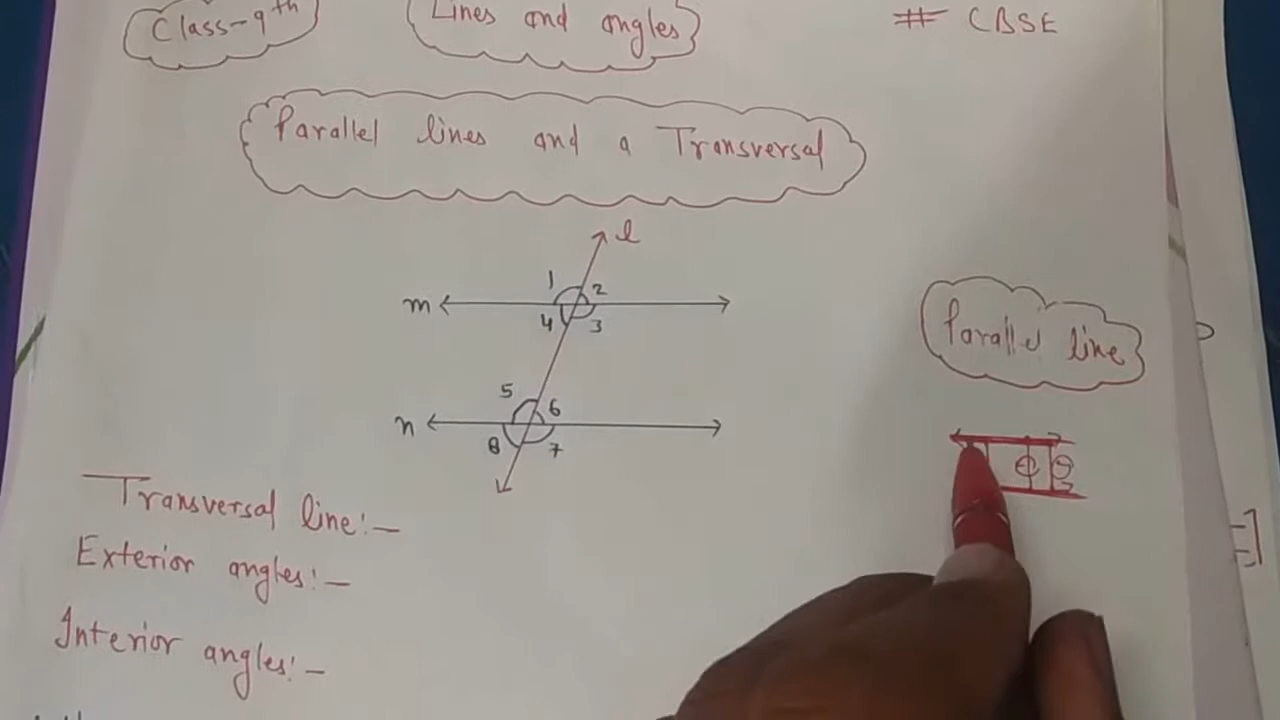 Class-9th
Lines and angles
# CBSE
Parallel lines and a Transversal
l
1 2
m
4 3
5 6
n
8 7
Parallel line
Transversal line:-
Exterior angles:-
Interior angles:-